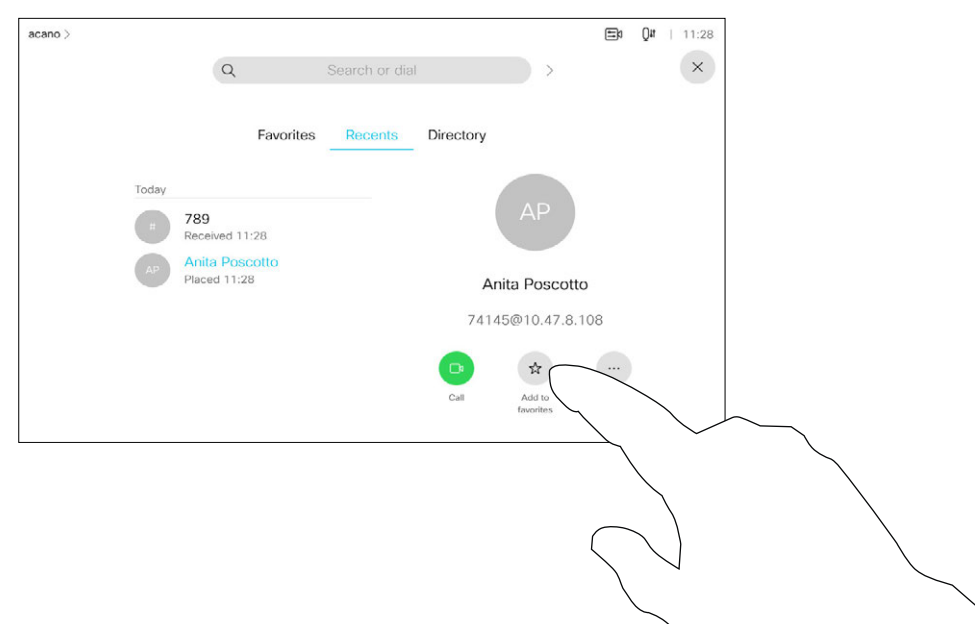 acano >
11:28
Search or dial
Favorites Recents Directory
Today
#
789
Received 11:28
AP
Anita Poscotto
Placed 11:28
AP
Anita Poscotto
74145@10.47.8.108
Call
Add to
favorites